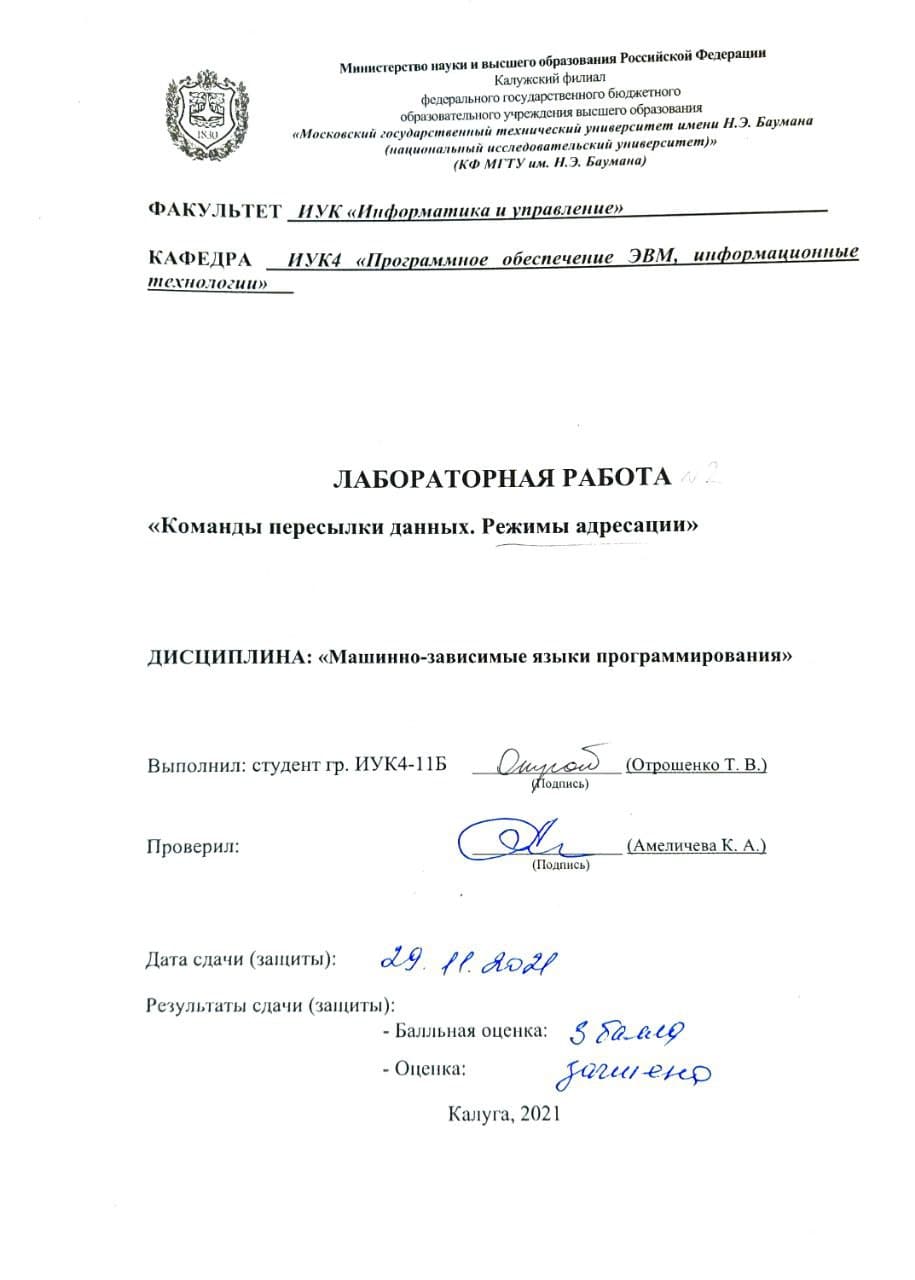 Министерство науки и высшего образования Российской Федерации
Калужский филиал
федерального государственного бюджетного
образовательного учреждения высшего образования
«Московский государственный технический университет имени Н.Э. Баумана
(национальный исследовательский университет)»
(КФ МГТУ им. Н.Э. Баумана)
1830
ФАКУЛЬТЕТ ИУК «Информатика и управление»
КАФЕДРА ИУК4 «Программное обеспечение ЭВМ, информационные
технологии»
ЛАБОРАТОРНАЯ РАБОТА №2
«Команды пересылки данных. Режимы адресации»
ДИСЦИПЛИНА: «Машинно-зависимые языки программирования»
Выполнил: студент гр. ИУК4-11Б (Отрошенко Т. В.)
(Подпись)
Проверил: (Амеличева К. А.)
(Подпись)
Дата сдачи (защиты): 29.11.2021
Результаты сдачи (защиты):
- Балльная оценка: 3 балла
- Оценка: зачтено
Калуга, 2021